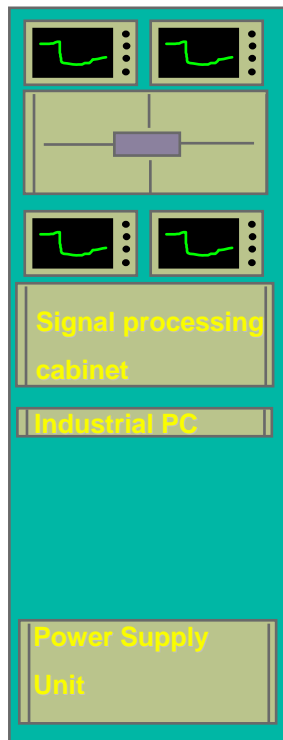 Signal processing
cabinet
Industrial PC
Power Supply
Unit